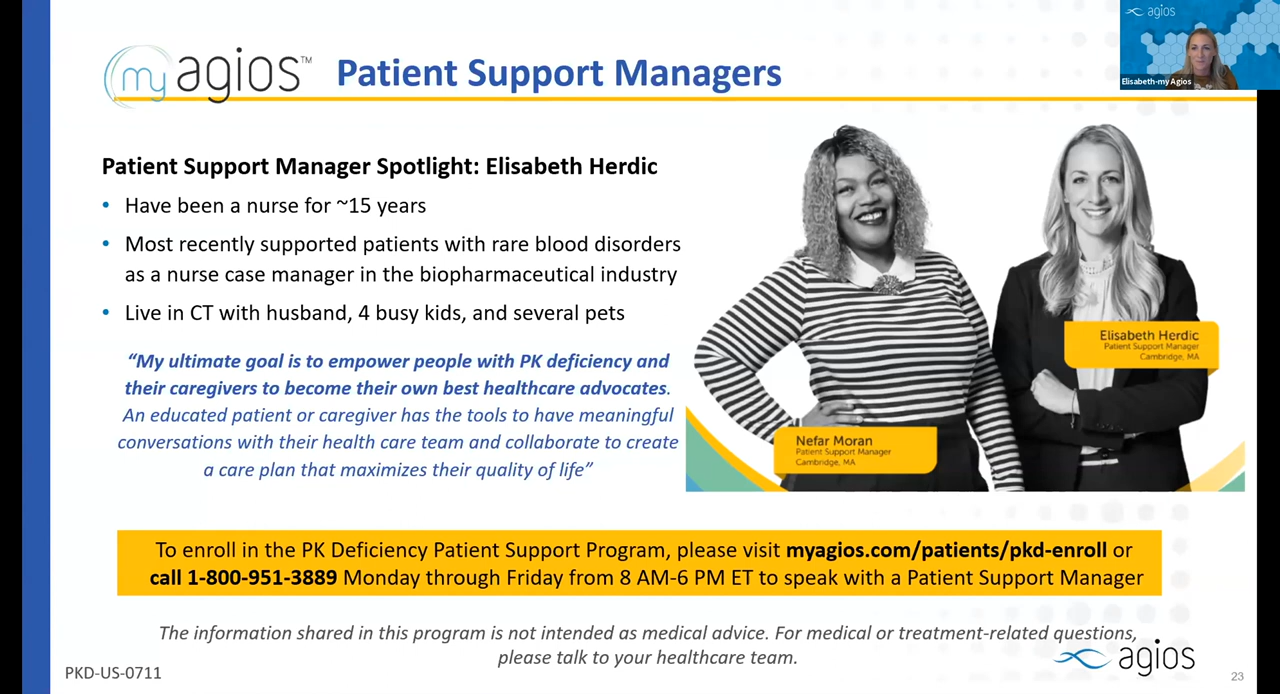 agios
Elisabeth-my Agios
my agios™ Patient Support Managers
Patient Support Manager Spotlight: Elisabeth Herdic
• Have been a nurse for ~15 years
• Most recently supported patients with rare blood disorders
as a nurse case manager in the biopharmaceutical industry
• Live in CT with husband, 4 busy kids, and several pets
“My ultimate goal is to empower people with PK deficiency and
their caregivers to become their own best healthcare advocates.
An educated patient or caregiver has the tools to have meaningful
conversations with their health care team and collaborate to create
a care plan that maximizes their quality of life”
Elisabeth Herdic
Patient Support Manager
Cambridge, MA
Nefar Moran
Patient Support Manager
Cambridge, MA
To enroll in the PK Deficiency Patient Support Program, please visit myagios.com/patients/pkd-enroll or
call 1-800-951-3889 Monday through Friday from 8 AM-6 PM ET to speak with a Patient Support Manager
The information shared in this program is not intended as medical advice. For medical or treatment-related questions,
please talk to your healthcare team.
agios
PKD-US-0711
23